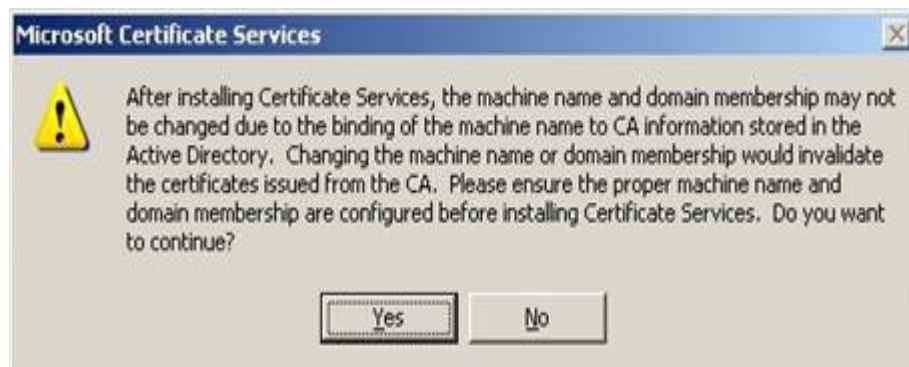 Microsoft Certificate Services
After installing Certificate Services, the machine name and domain membership may not
be changed due to the binding of the machine name to CA information stored in the
Active Directory.  Changing the machine name or domain membership would invalidate
the certificates issued from the CA.  Please ensure the proper machine name and
domain membership are configured before installing Certificate Services.  Do you want
to continue?
Yes
No